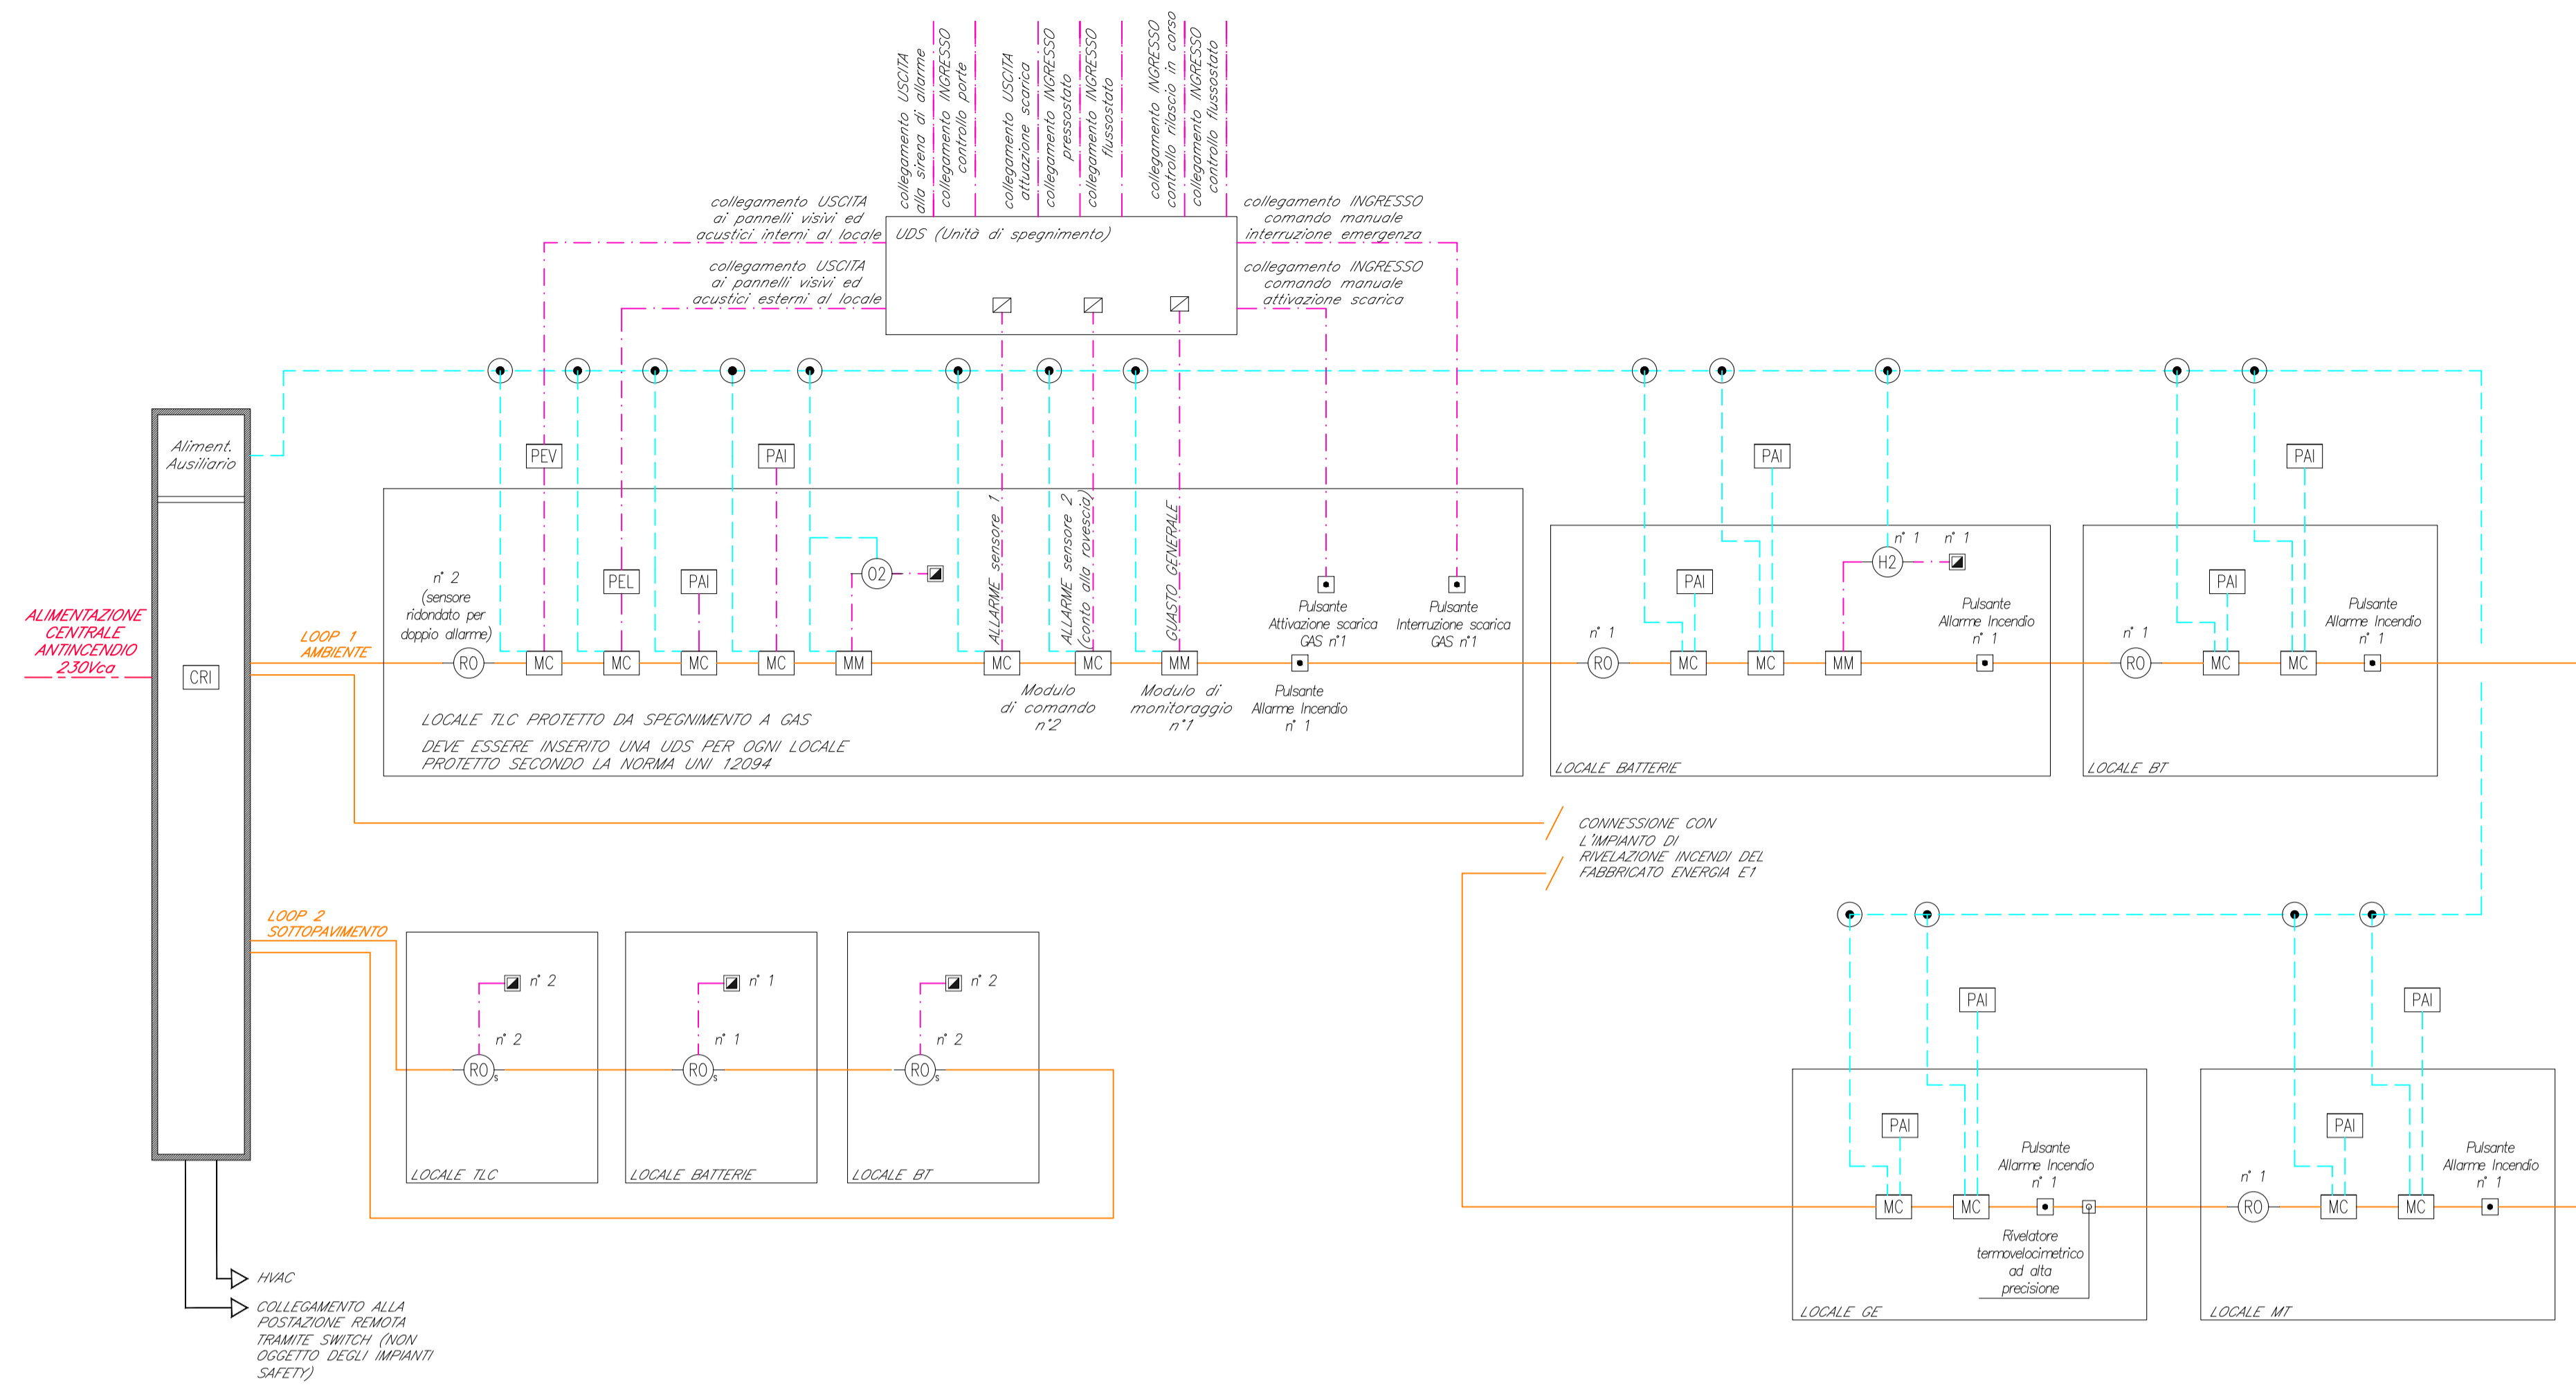 collegamento USCITA
alla sirena di allarme
collegamento INGRESSO
controllo porte
collegamento USCITA
attuazione scarica
collegamento INGRESSO
pressostato
collegamento INGRESSO
flussostato
collegamento INGRESSO
controllo rilascio in corso
collegamento INGRESSO
controllo flussostato
collegamento USCITA
ai pannelli visivi ed
acustici interni al locale
collegamento USCITA
ai pannelli visivi ed
acustici esterni al locale
UDS (Unità di spegnimento)
collegamento INGRESSO
comando manuale
interruzione emergenza
collegamento INGRESSO
comando manuale
attivazione scarica
Aliment.
Ausiliario
CRI
ALIMENTAZIONE
CENTRALE
ANTINCENDIO
230Vca
LOOP 1
AMBIENTE
n° 2
(sensore
ridondato per
doppio allarme)
RO
PEV
MC
PEL
MC
PAI
MC
PAI
MC
O2
MM
ALLARME sensore 1
MC
ALLARME sensore 2
(conto alla rovescia)
MC
GUASTO GENERALE
MM
Modulo
di comando
n°2
Modulo di
monitoraggio
n°1
Pulsante
Attivazione scarica
GAS n°1
Pulsante
Interruzione scarica
GAS n°1
Pulsante
Allarme Incendio
n° 1
LOCALE TLC PROTETTO DA SPEGNIMENTO A GAS
DEVE ESSERE INSERITO UNA UDS PER OGNI LOCALE
PROTETTO SECONDO LA NORMA UNI 12094
n° 1
RO
PAI
MC
PAI
MC
n° 1
n° 1
H2
MM
Pulsante
Allarme Incendio
n° 1
LOCALE BATTERIE
n° 1
RO
PAI
MC
PAI
MC
Pulsante
Allarme Incendio
n° 1
LOCALE BT
CONNESSIONE CON
L'IMPIANTO DI
RIVELAZIONE INCENDI DEL
FABBRICATO ENERGIA E1
LOOP 2
SOTTOPAVIMENTO
n° 2
n° 2
RO s
LOCALE TLC
n° 1
n° 1
RO s
LOCALE BATTERIE
n° 2
n° 2
RO s
LOCALE BT
PAI
MC
PAI
MC
Pulsante
Allarme Incendio
n° 1
Rivelatore
termovelocimetrico
ad alta
precisione
LOCALE GE
n° 1
RO
PAI
MC
PAI
MC
Pulsante
Allarme Incendio
n° 1
LOCALE MT
HVAC
COLLEGAMENTO ALLA
POSTAZIONE REMOTA
TRAMITE SWITCH (NON
OGGETTO DEGLI IMPIANTI
SAFETY)